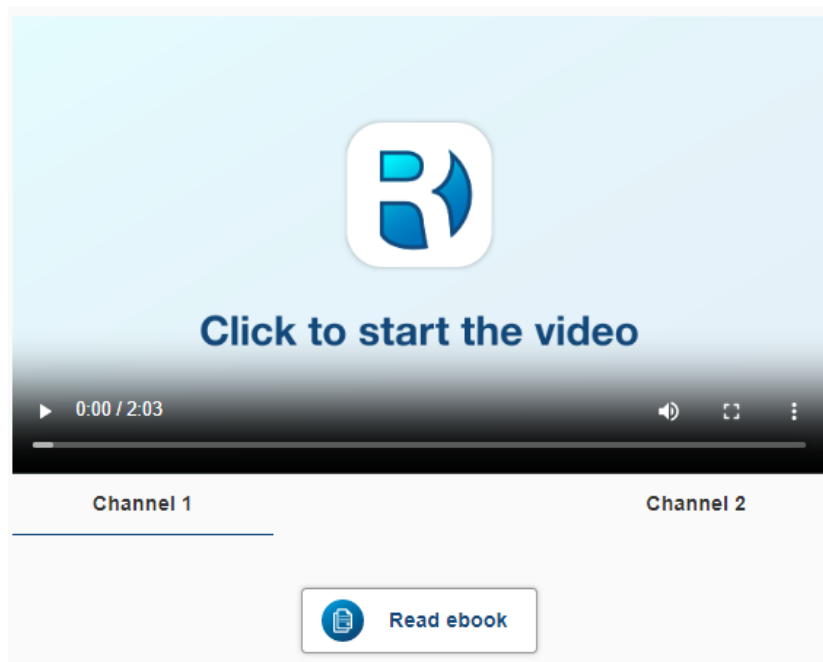 R
Click to start the video
0:00 / 2:03
Channel 1
Channel 2
Read ebook